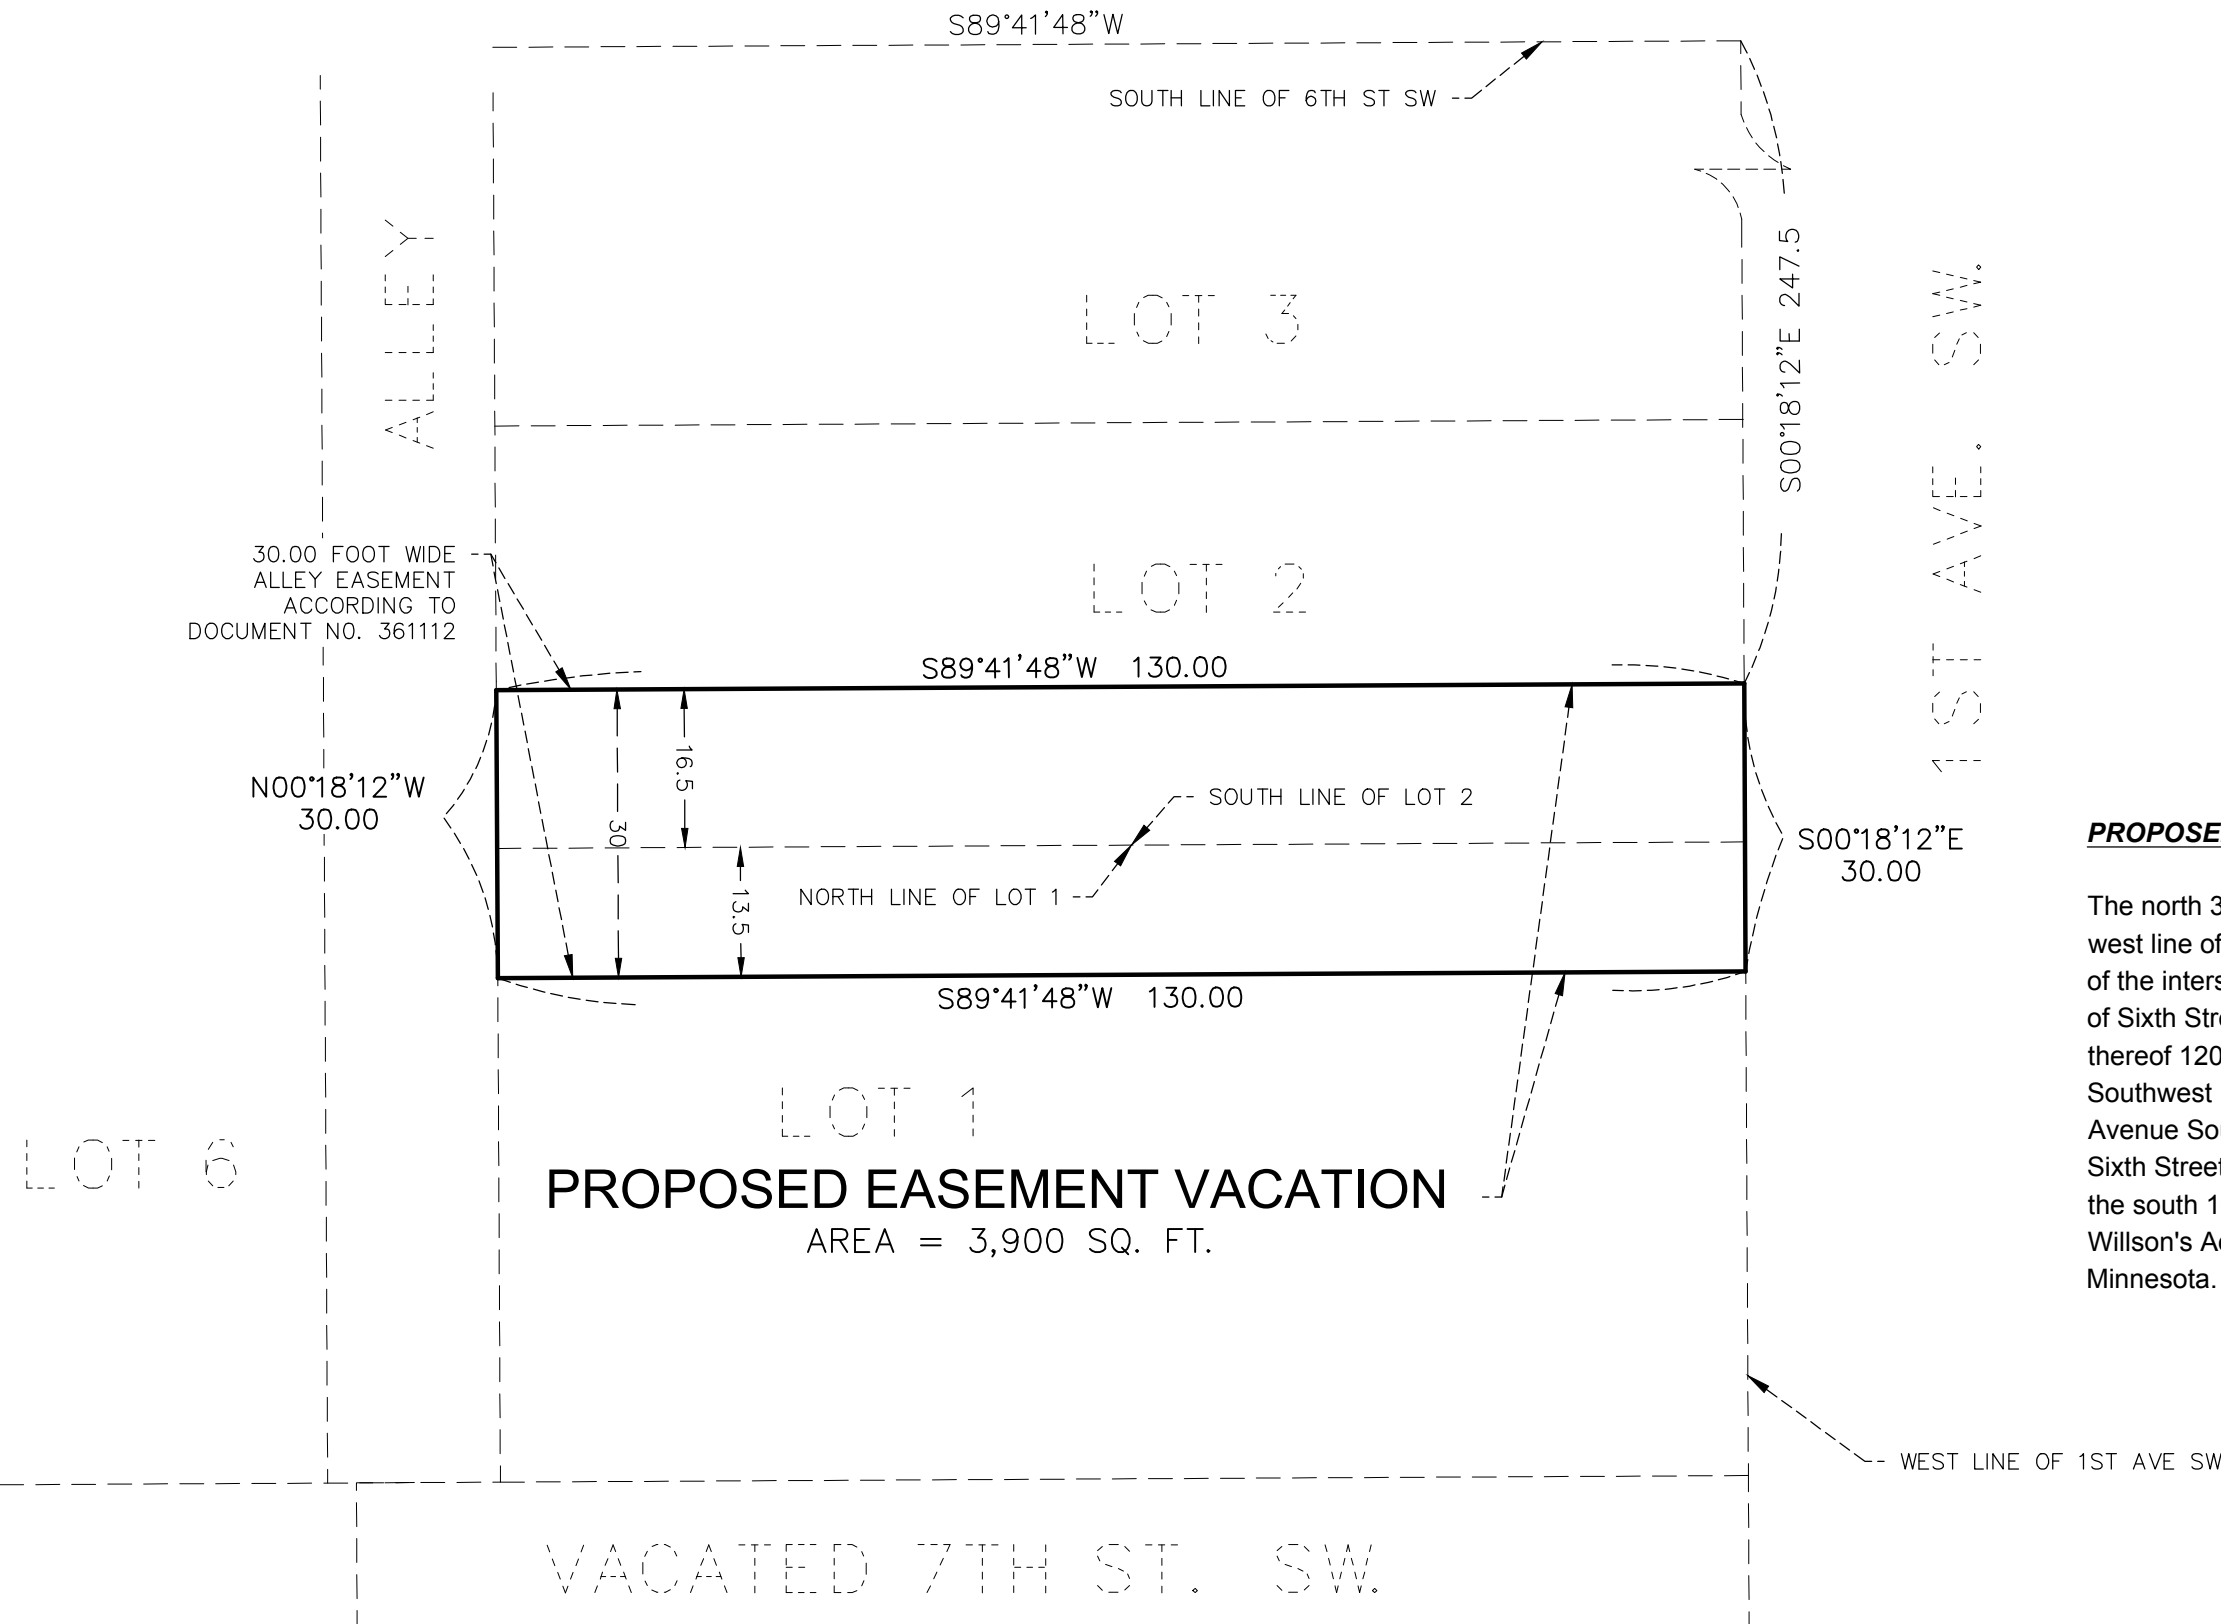 S89°41'48"W
SOUTH LINE OF 6TH ST SW
ALLEY
LOT 3
S00°18'12"E 247.5
1ST AVE. SW.
30.00 FOOT WIDE
ALLEY EASEMENT
ACCORDING TO
DOCUMENT NO. 361112
LOT 2
S89°41'48"W 130.00
16.5
N00°18'12"W
30.00
30
SOUTH LINE OF LOT 2
S00°18'12"E
30.00
NORTH LINE OF LOT 1
13.5
S89°41'48"W 130.00
LOT 1
LOT 6
PROPOSED EASEMENT VACATION
AREA = 3,900 SQ. FT.
PROPOSE
The north 3
west line of
of the inters
of Sixth Stre
thereof 120
Southwest
Avenue Sou
Sixth Street
the south 1
Willson's Ad
Minnesota.
WEST LINE OF 1ST AVE SW
VACATED 7TH ST. SW.